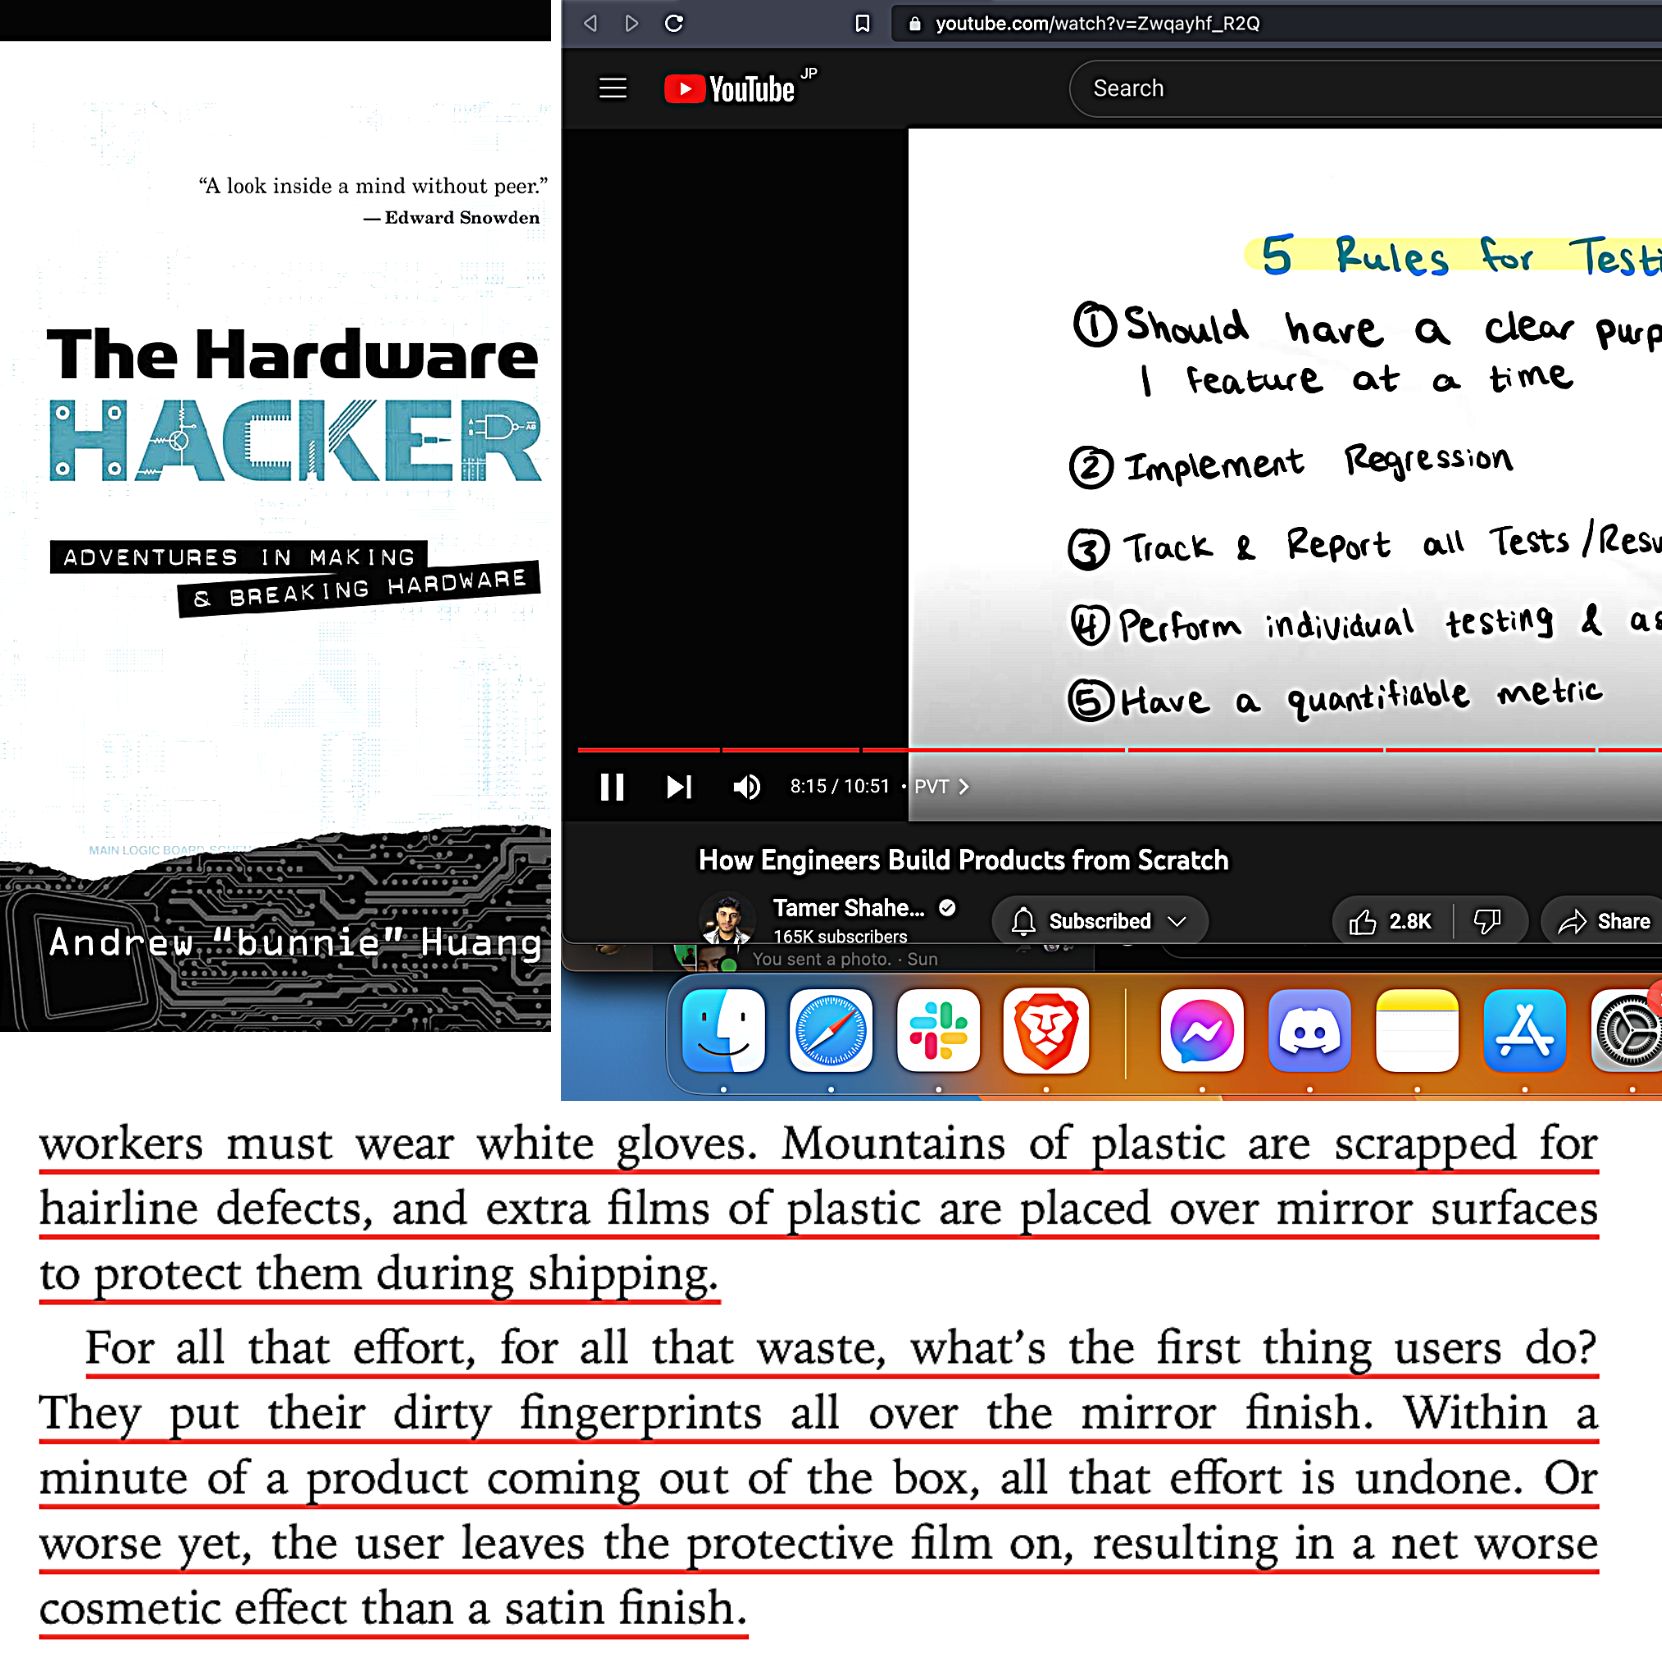 “A look inside a mind without peer.”
— Edward Snowden
The Hardware
HACKER
ADVENTURES IN MAKING
& BREAKING HARDWARE
MAIN LOGIC BOARD
Andrew "bunnie" Huang
youtube.com/watch?v=Zwqayhf_R2Q
YouTube JP
Search
5 Rules for Testi
① Should have a clear purp
1 feature at a time
② Implement Regression
③ Track & Report all Tests/Resu
④ Perform individual testing & as
⑤ Have a quantifiable metric
8:15 / 10:51 • PVT >
How Engineers Build Products from Scratch
Tamer Shahe...
165K subscribers
Subscribed
2.8K
Share
You sent a photo. · Sun
workers must wear white gloves. Mountains of plastic are scrapped for
hairline defects, and extra films of plastic are placed over mirror surfaces
to protect them during shipping.
For all that effort, for all that waste, what’s the first thing users do?
They put their dirty fingerprints all over the mirror finish. Within a
minute of a product coming out of the box, all that effort is undone. Or
worse yet, the user leaves the protective film on, resulting in a net worse
cosmetic effect than a satin finish.